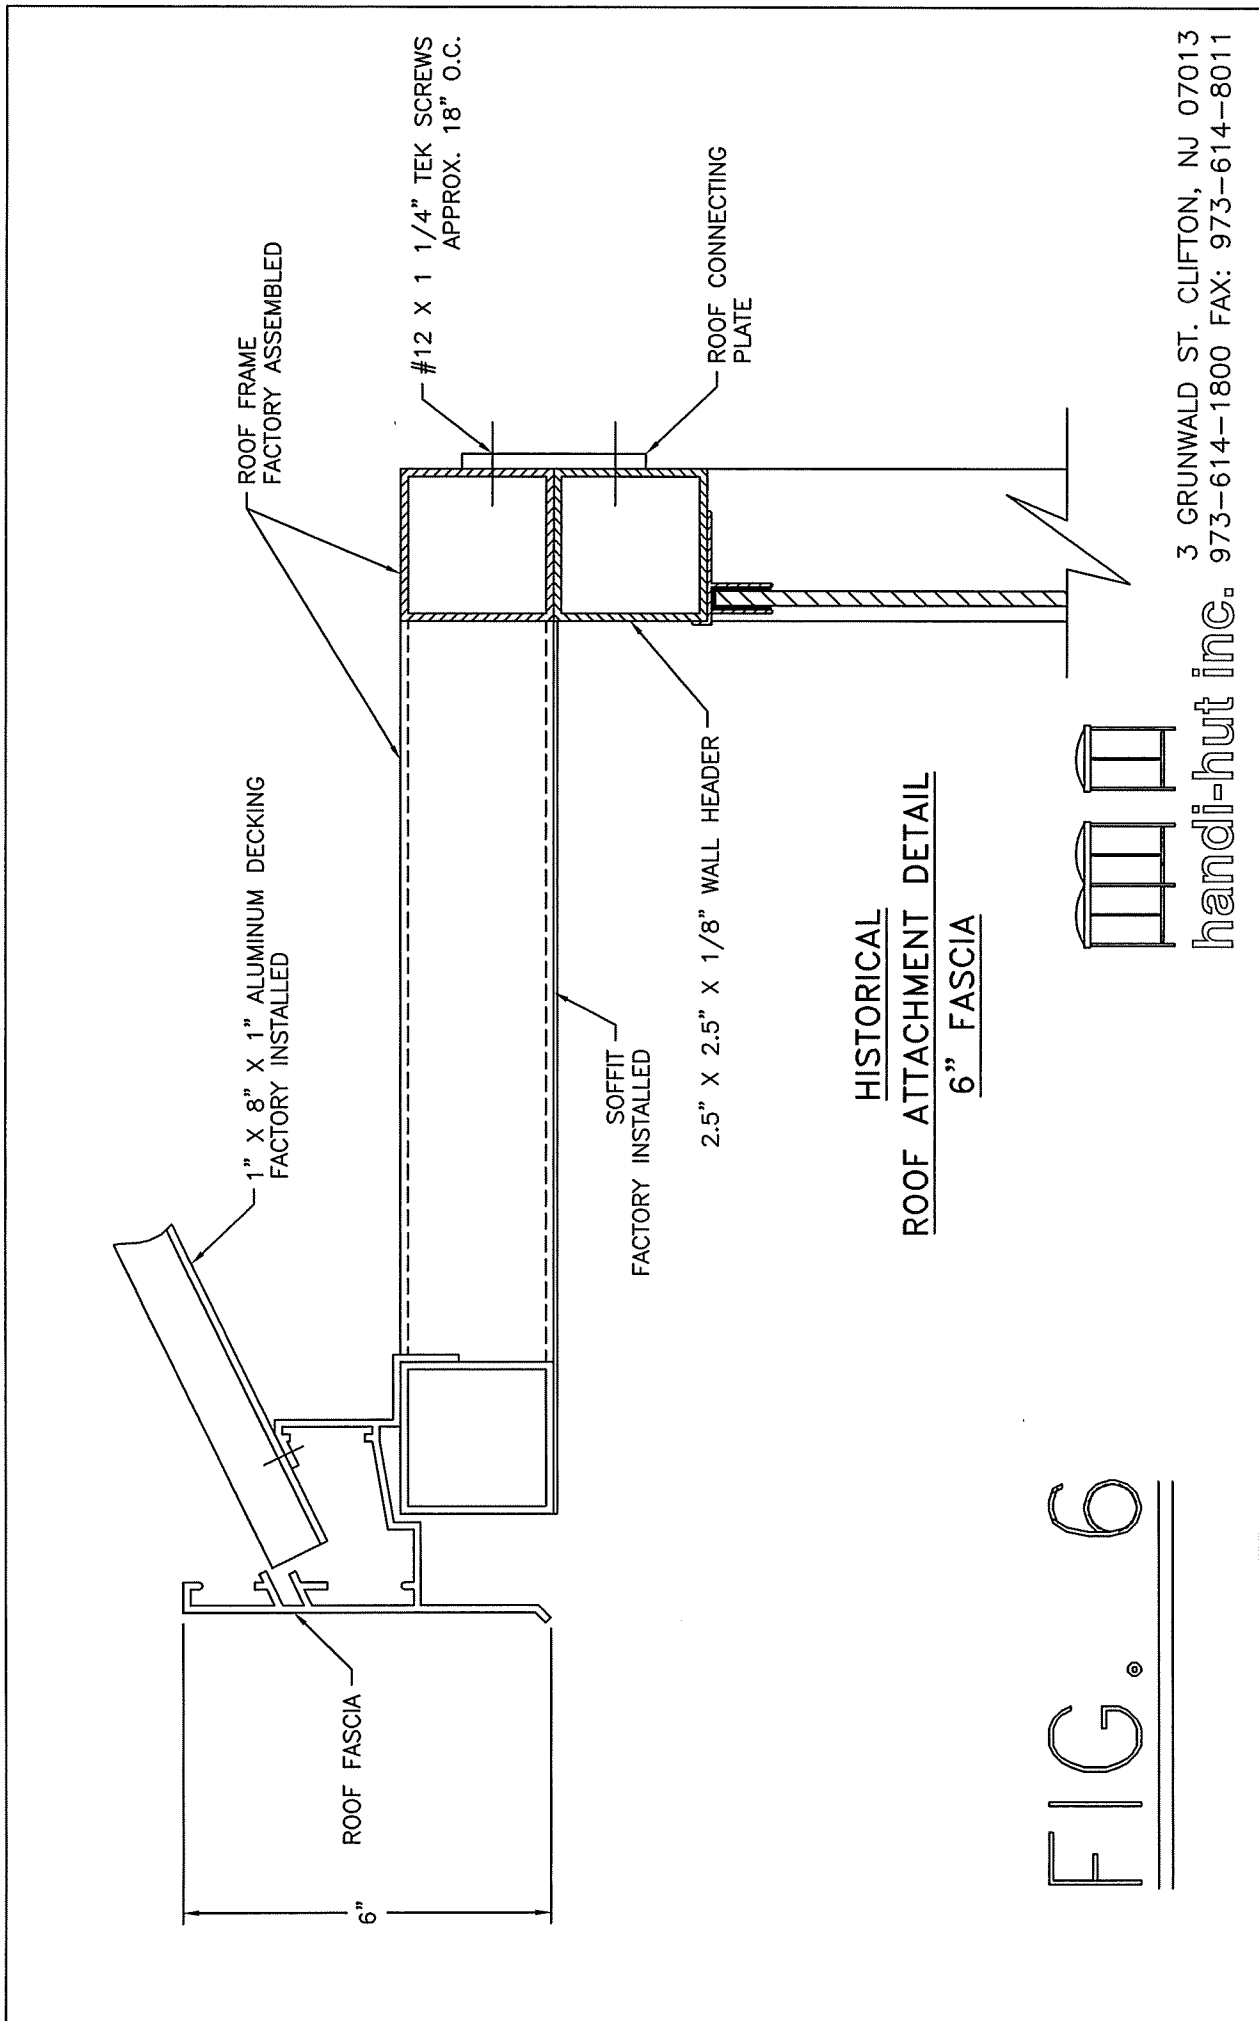 1" X 8" X 1" ALUMINUM DECKING
FACTORY INSTALLED
ROOF FRAME
FACTORY ASSEMBLED
#12 X 1 1/4" TEK SCREWS
APPROX. 18" O.C.
6"
ROOF FASCIA
SOFFIT
FACTORY INSTALLED
2.5" X 2.5" X 1/8" WALL HEADER
ROOF CONNECTING
PLATE
HISTORICAL
ROOF ATTACHMENT DETAIL
6" FASCIA
FIG. 6
handi-hut inc.
3 GRUNWALD ST. CLIFTON, NJ 07013
973-614-1800 FAX: 973-614-8011